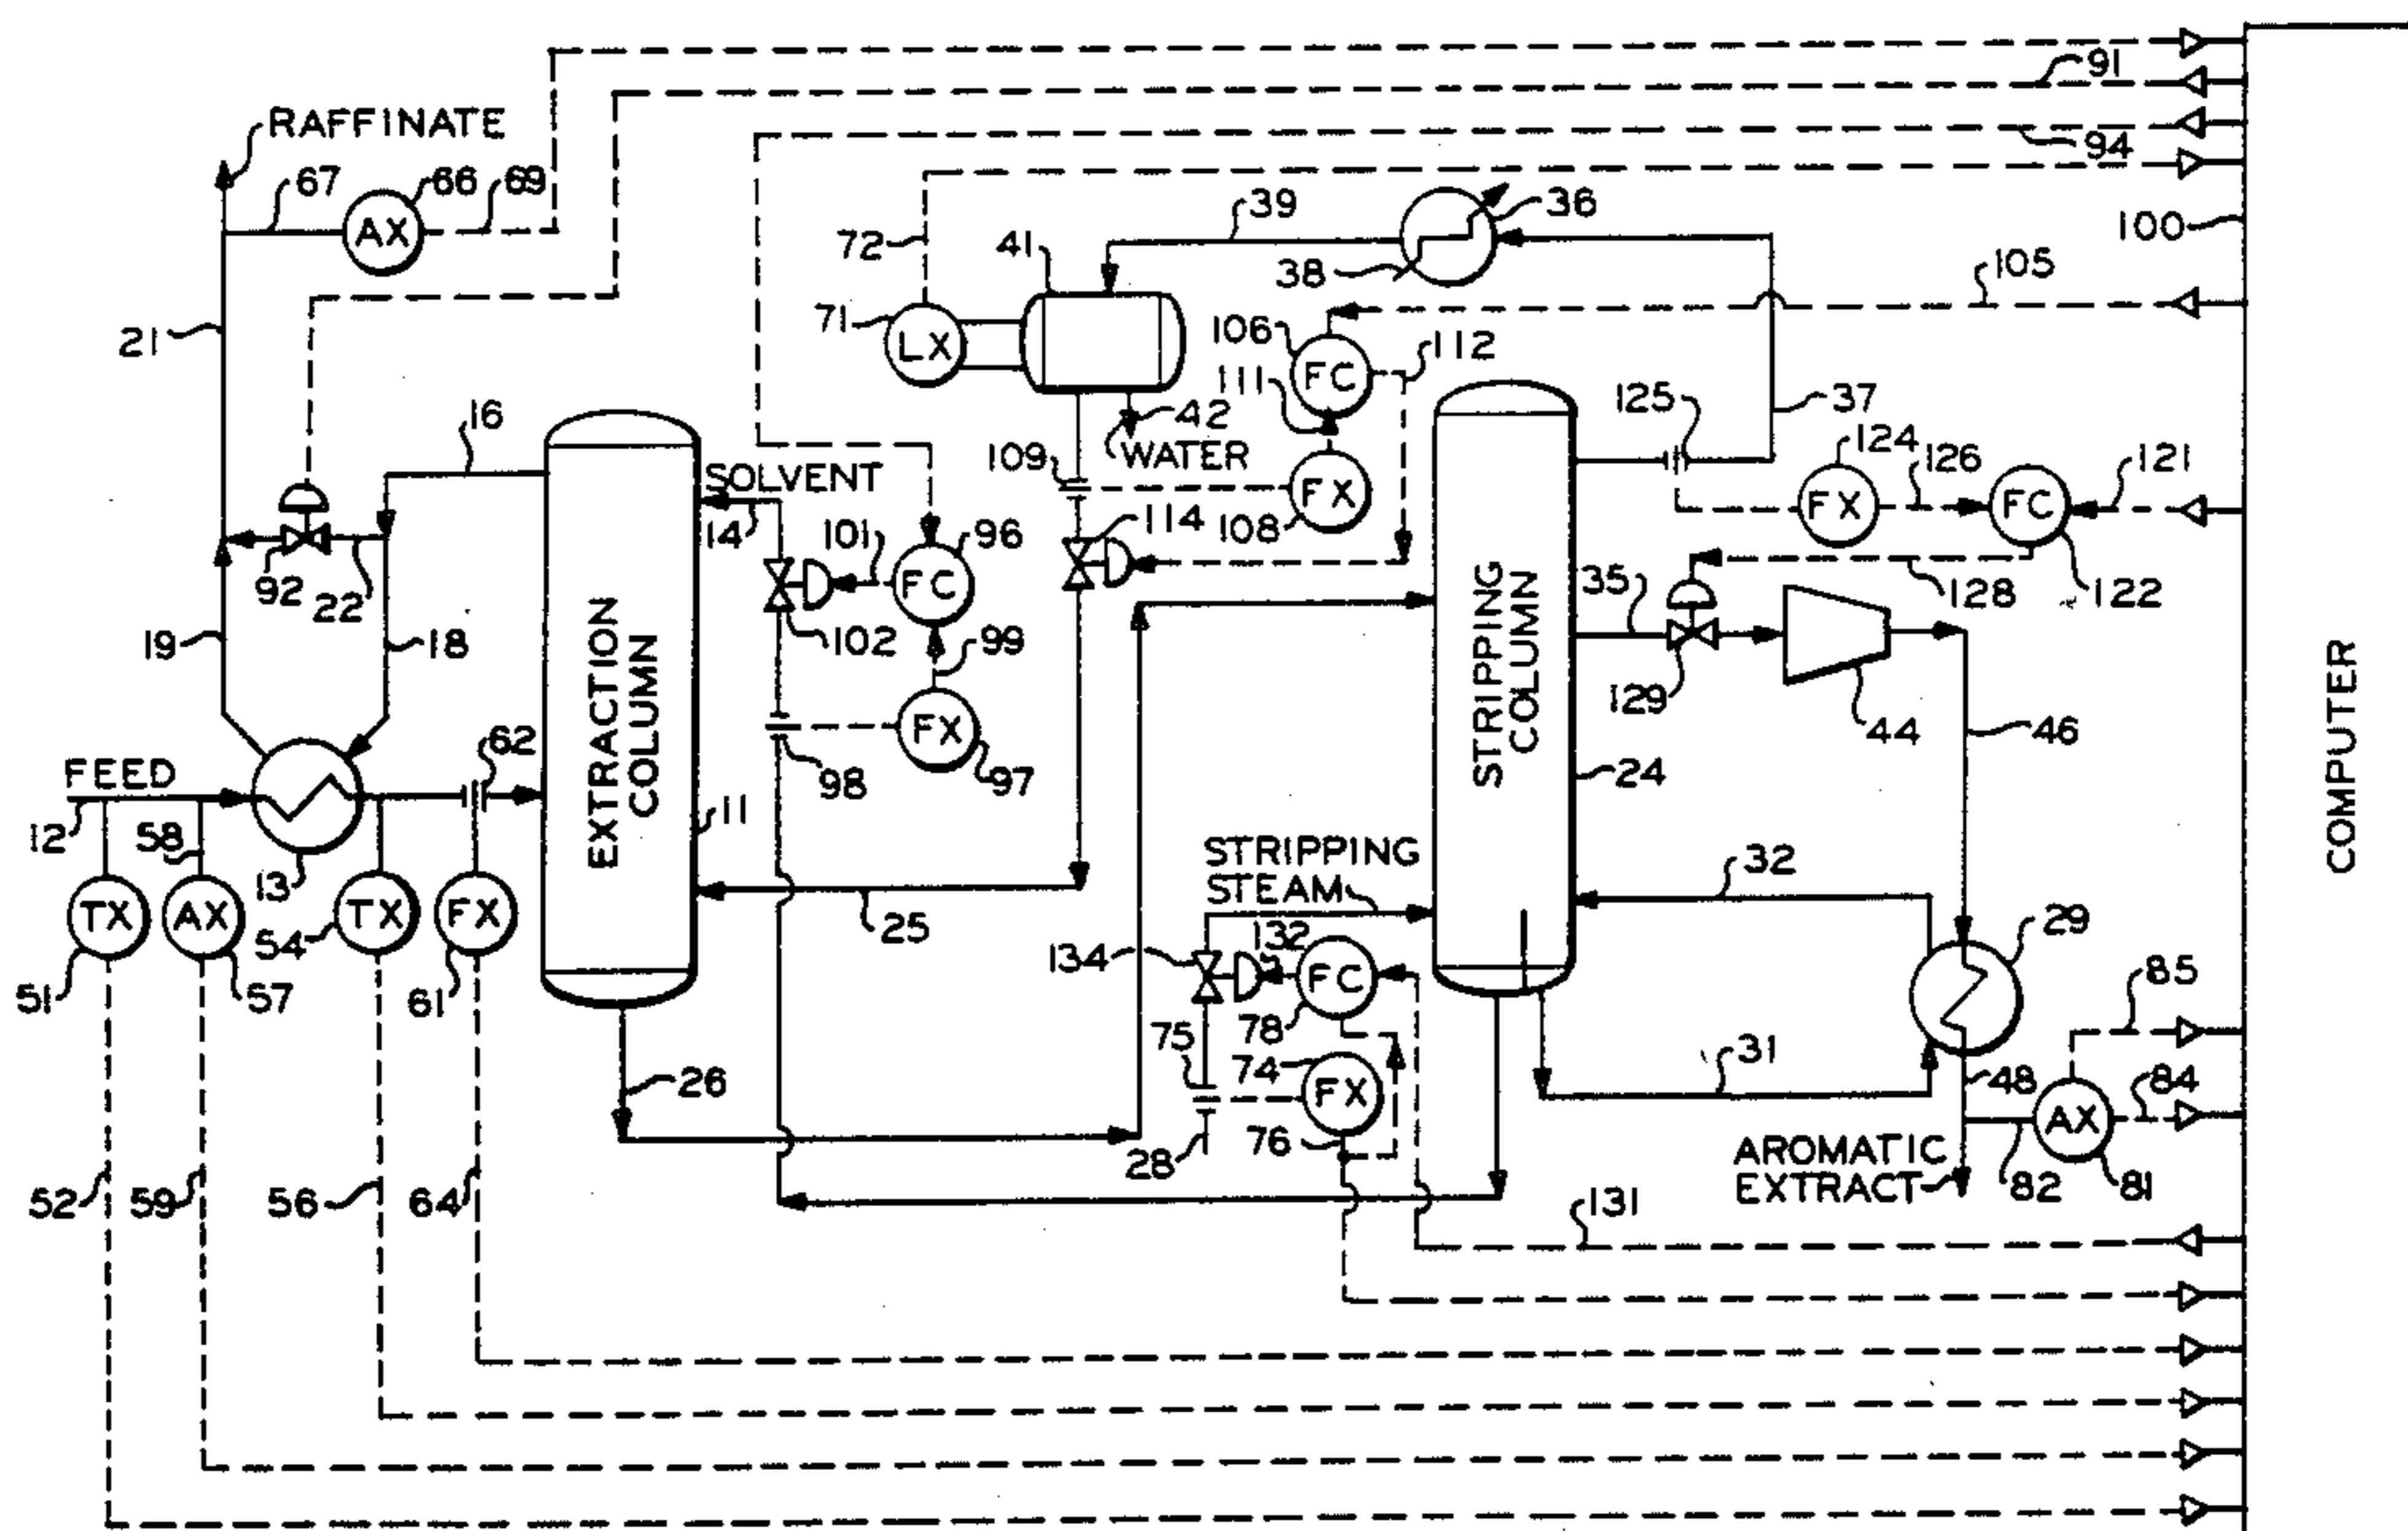 91
RAFFINATE
94
67
66
69
39
36
100
72
41
38
105
21
71
LX
AX
106
FC
112
111
16
42
125
37
109
WATER
124
126
121
SOLVENT
FX
FX
FC
14
101
96
114
108
92
22
FC
35
128
122
19
18
102
99
129
EXTRACTION
COLUMN
STRIPPING
COLUMN
COMPUTER
62
FX
44
46
FEED
98
97
24
12
58
13
11
STRIPPING
STEAM
32
TX
AX
TX
FX
54
25
134
132
FC
29
51
57
61
85
75
78
74
31
26
FX
48
84
AX
28
76
AROMATIC
EXTRACT
82
81
52
59
56
64
131